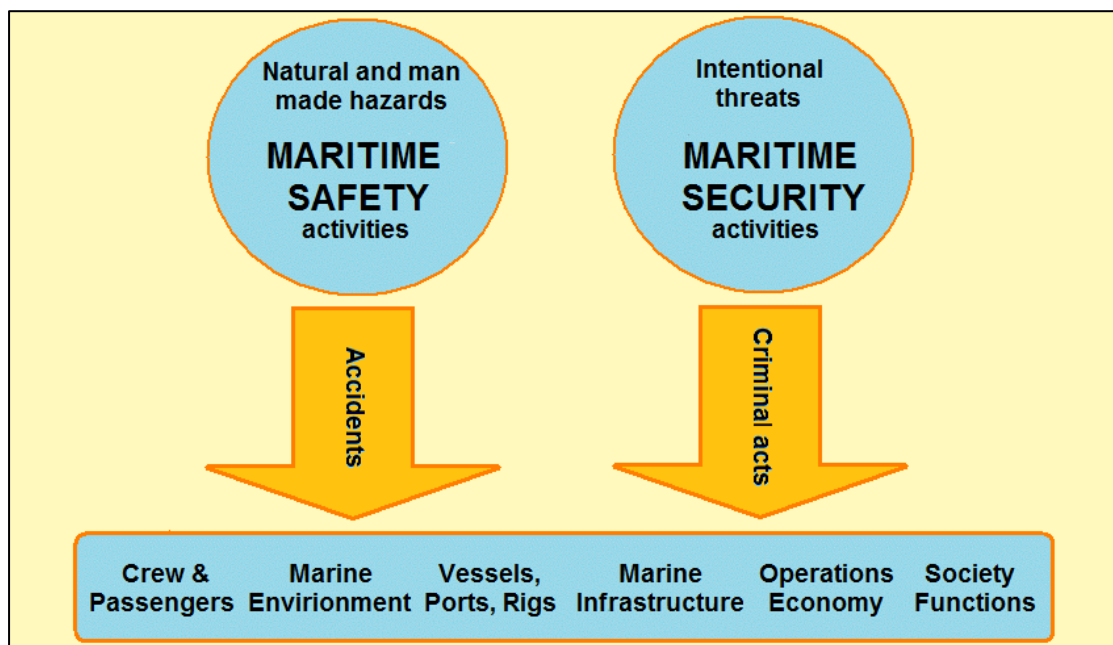 Natural and man
made hazards
MARITIME
SAFETY
activities
Intentional
threats
MARITIME
SECURITY
activities
Accidents
Criminal acts
Crew &
Passengers
Marine
Envirionment
Vessels,
Ports, Rigs
Marine
Infrastructure
Operations
Economy
Society
Functions